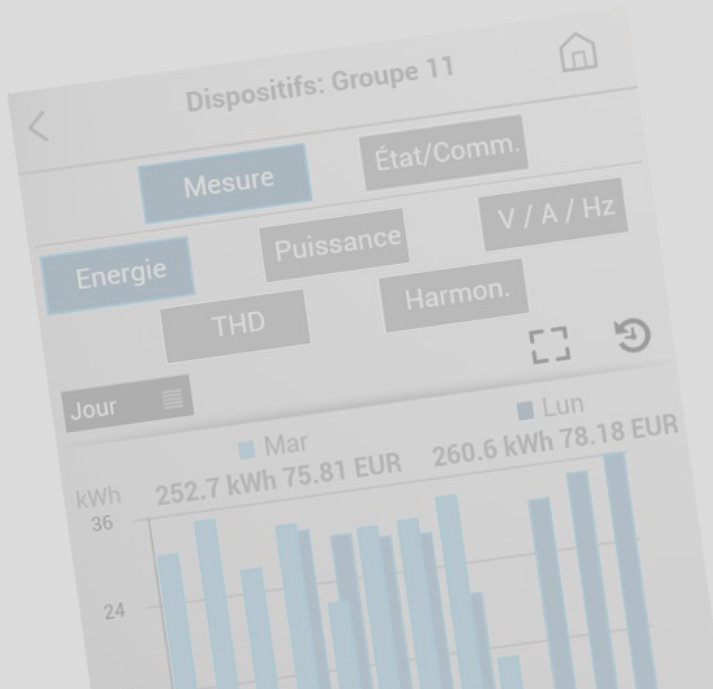 Dispositifs: Groupe 11
Mesure
État/Comm.
Energie
Puissance
V / A / Hz
THD
Harmon.
Jour
Mar
Lun
252.7 kWh 75.81 EUR
260.6 kWh 78.18 EUR
kWh
36
24